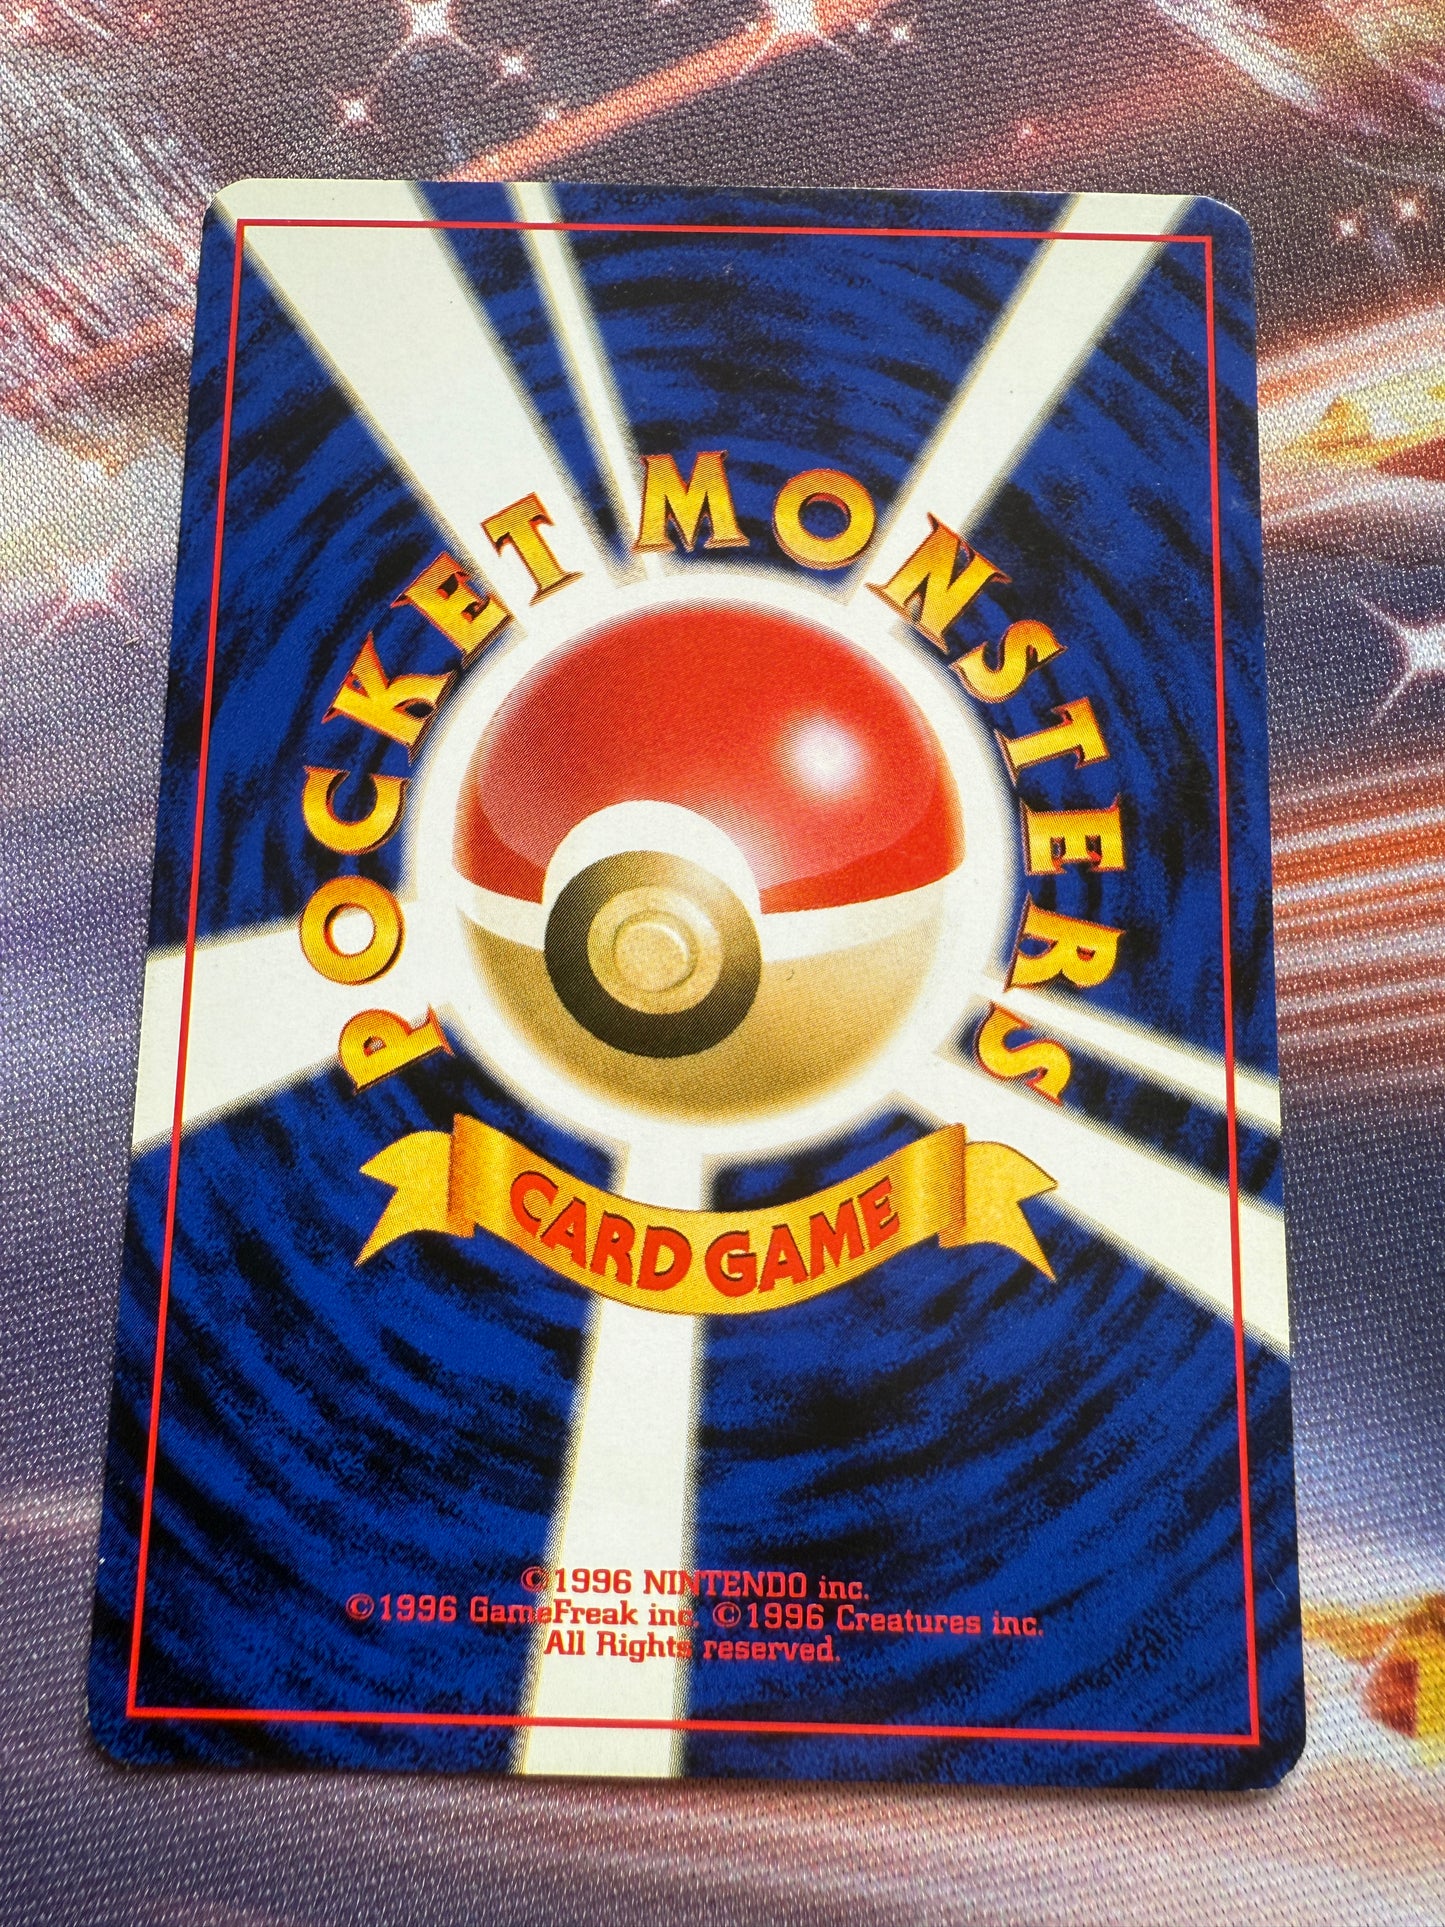 POCKET MONSTERS
CARD GAME
©1996 NINTENDO inc.
©1996 GameFreak inc. ©1996 Creatures inc.
All Rights reserved.